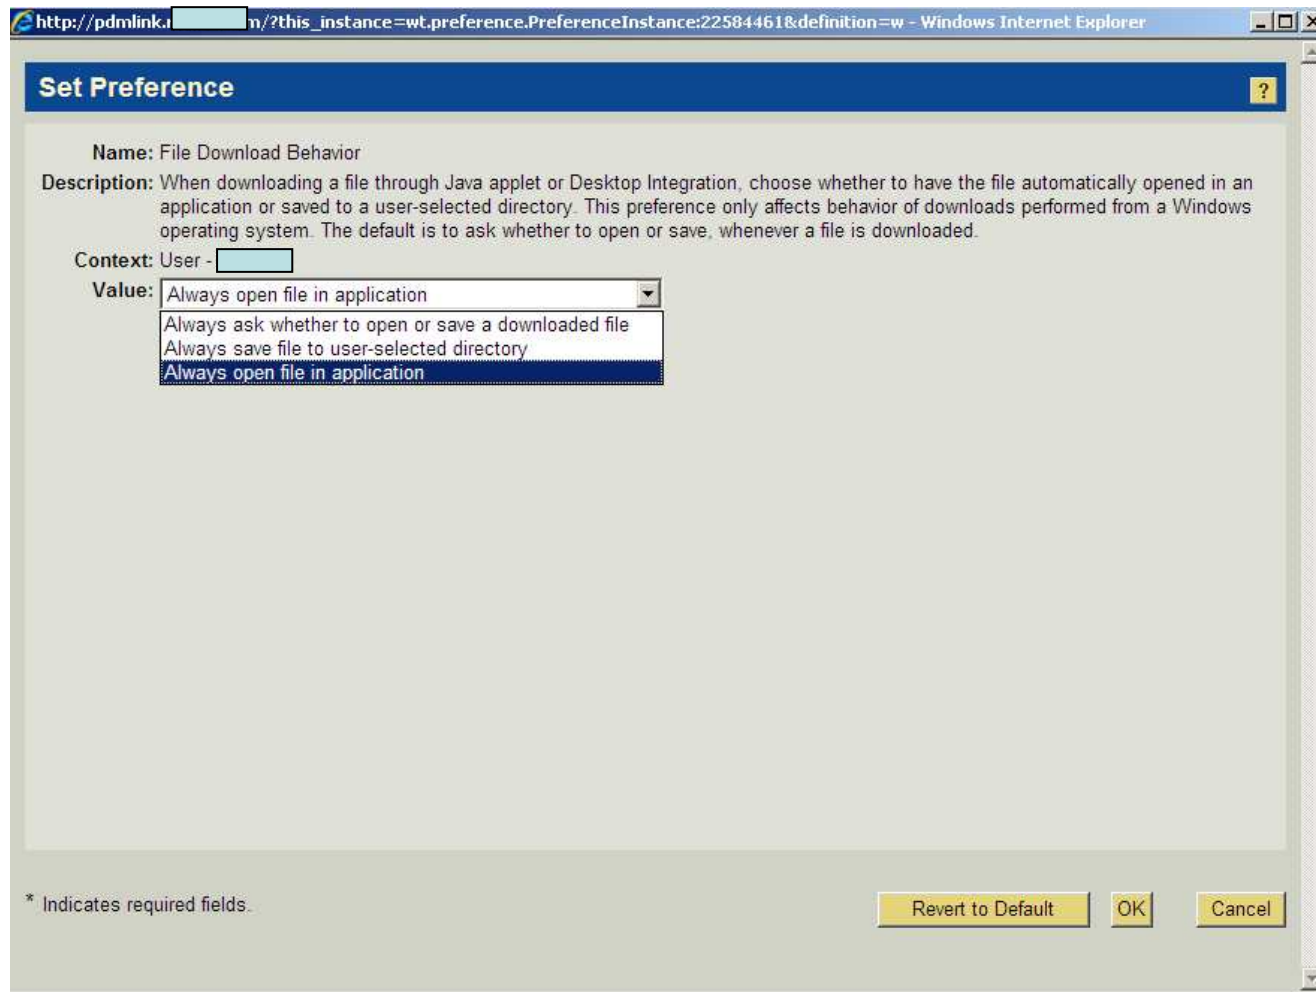 http://pdmlink.r m/?this_instance=wt.preference.PreferenceInstance:22584461&definition=w - Windows Internet Explorer
Set Preference
?
Name: File Download Behavior
Description: When downloading a file through Java applet or Desktop Integration, choose whether to have the file automatically opened in an
application or saved to a user-selected directory. This preference only affects behavior of downloads performed from a Windows
operating system. The default is to ask whether to open or save, whenever a file is downloaded.
Context: User -
Value: Always open file in application
Always ask whether to open or save a downloaded file
Always save file to user-selected directory
Always open file in application
* Indicates required fields.
Revert to Default OK Cancel